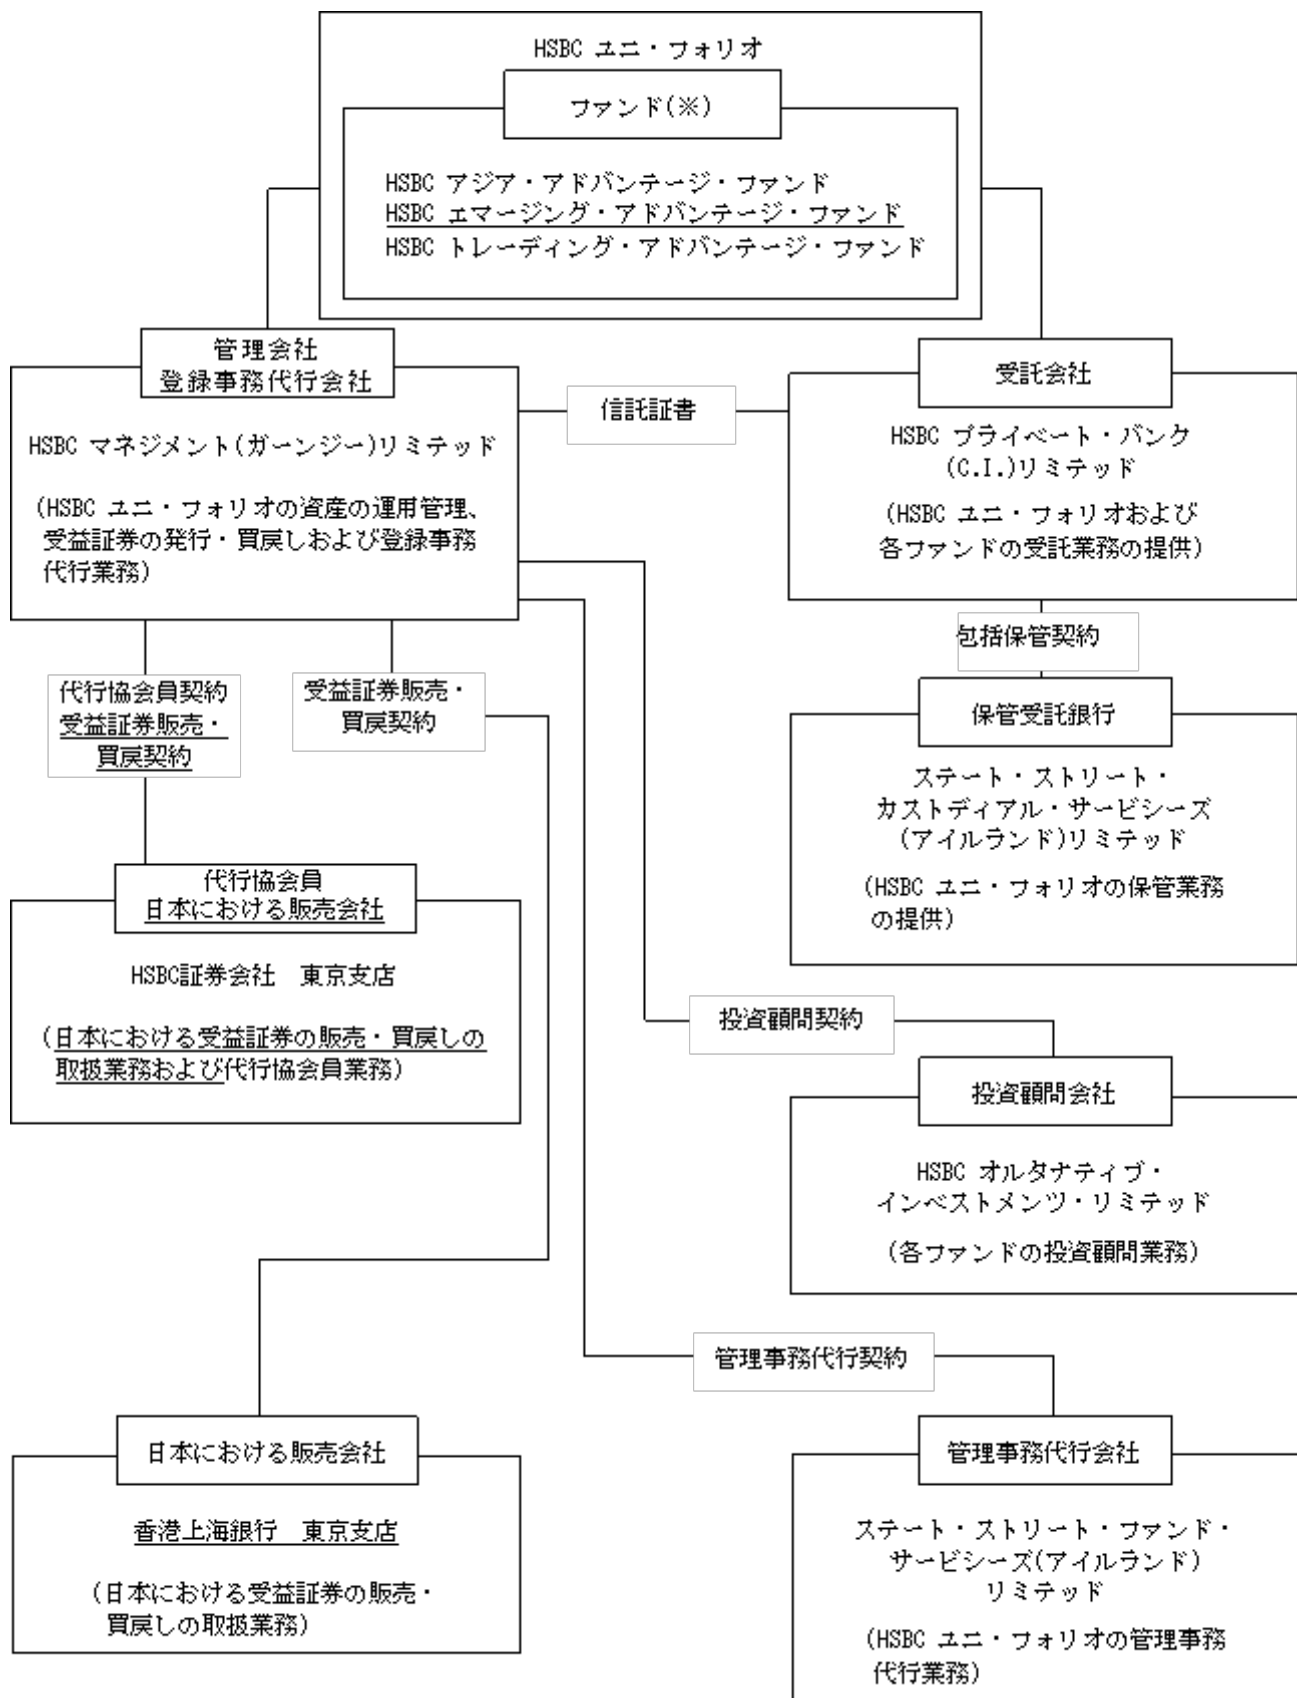 HSBC ユニ・フォリオ
ファンド(※)
HSBC アジア・アドバンテージ・ファンド
HSBC エマージング・アドバンテージ・ファンド
HSBC トレーディング・アドバンテージ・ファンド
管理会社
登録事務代行会社
HSBC マネジメント(ガーンジー)リミテッド
(HSBC ユニ・フォリオの資産の運用管理、
受益証券の発行・買戻しおよび登録事務
代行業務)
信託証書
受託会社
HSBC プライベート・バンク
(C.I.)リミテッド
(HSBC ユニ・フォリオおよび
各ファンドの受託業務の提供)
包括保管契約
代行協会員契約
受益証券販売・
買戻契約
受益証券販売・
買戻契約
保管受託銀行
ステート・ストリート・
カストディアル・サービシーズ
(アイルランド)リミテッド
(HSBC ユニ・フォリオの保管業務
の提供)
代行協会員
日本における販売会社
HSBC証券会社　東京支店
(日本における受益証券の販売・買戻しの
取扱業務および代行協会員業務)
投資顧問契約
投資顧問会社
HSBC オルタナティブ・
インベストメンツ・リミテッド
(各ファンドの投資顧問業務)
管理事務代行契約
日本における販売会社
香港上海銀行　東京支店
(日本における受益証券の販売・
買戻しの取扱業務)
管理事務代行会社
ステート・ストリート・ファンド・
サービシーズ(アイルランド)
リミテッド
(HSBC ユニ・フォリオの管理事務
代行業務)